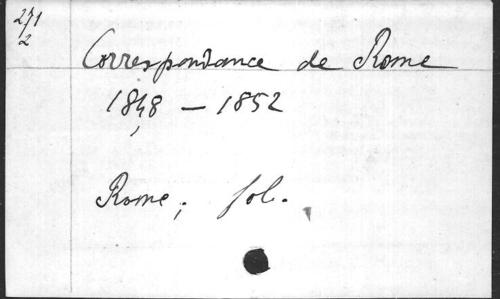 271
2
Correspondance de Rome
1848 - 1852
Rome, fol.